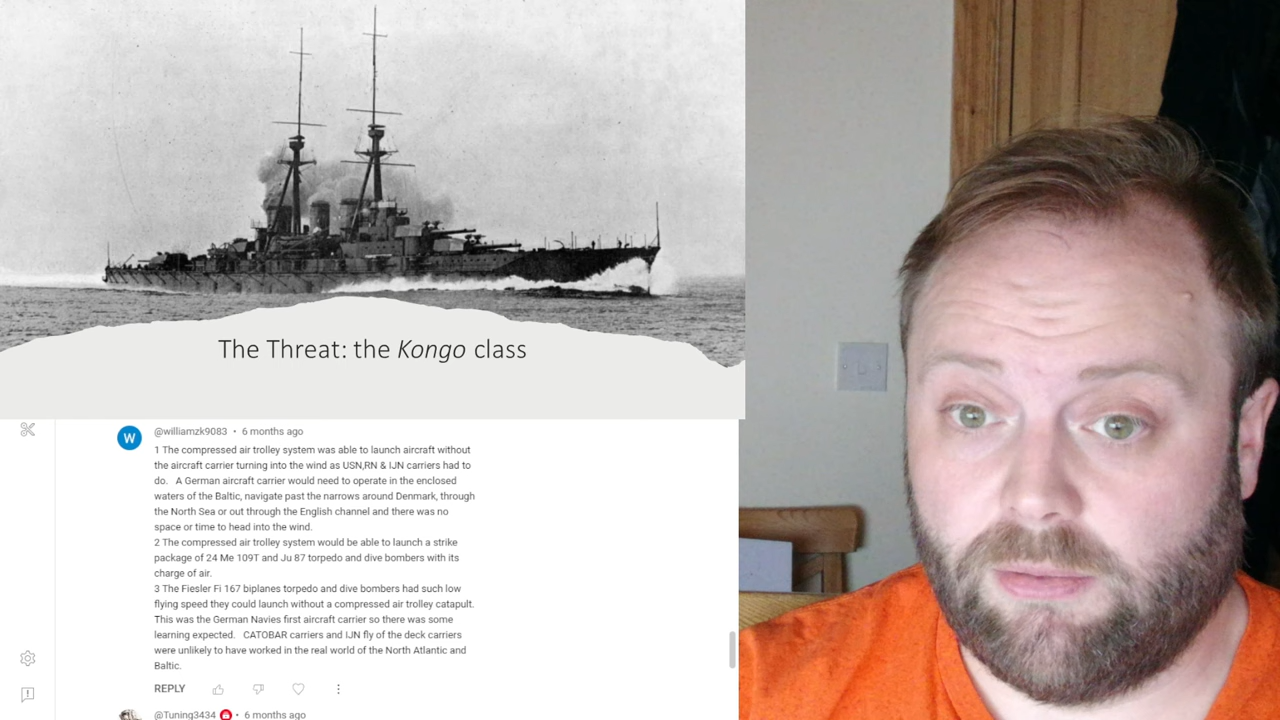 The Threat: the Kongo class
@williamzk9083 • 6 months ago
W
1 The compressed air trolley system was able to launch aircraft without
the aircraft carrier turning into the wind as USN,RN & IJN carriers had to
do. A German aircraft carrier would need to operate in the enclosed
waters of the Baltic, navigate past the narrows around Denmark, through
the North Sea or out through the English channel and there was no
space or time to head into the wind.
2 The compressed air trolley system would be able to launch a strike
package of 24 Me 109T and Ju 87 torpedo and dive bombers with its
charge of air.
3 The Fiesler Fi 167 biplanes torpedo and dive bombers had such low
flying speed they could launch without a compressed air trolley catapult.
This was the German Navies first aircraft carrier so there was some
learning expected. CATOBAR carriers and IJN fly of the deck carriers
were unlikely to have worked in the real world of the North Atlantic and
Baltic.
REPLY
@Tuning3434 • 6 months ago